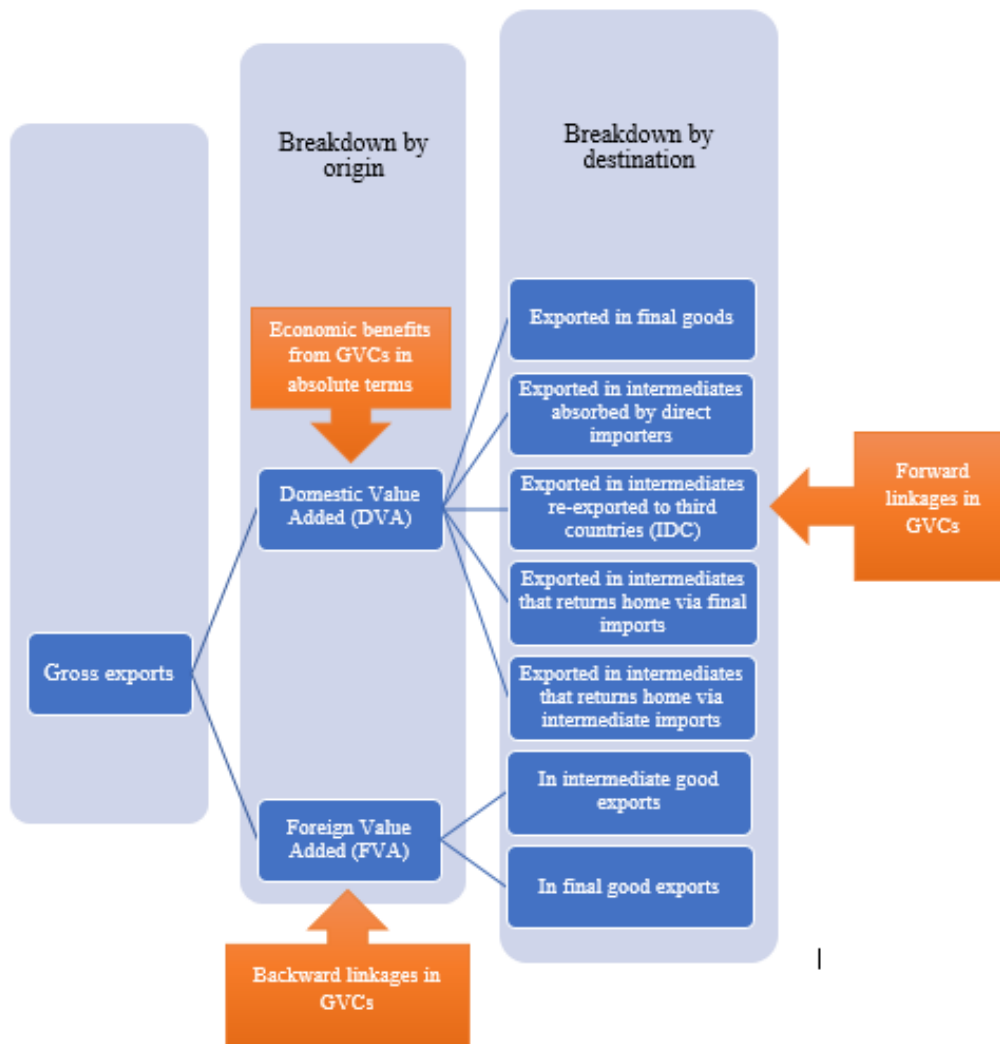 Breakdown by
origin
Breakdown by
destination
Economic benefits
from GVCs in
absolute terms
Exported in final goods
Exported in intermediates
absorbed by direct
importers
Domestic Value
Added (DVA)
Exported in intermediates
re-exported to third
countries (IDC)
Forward
linkages in
GVCs
Exported in intermediates
that returns home via final
imports
Gross exports
Exported in intermediates
that returns home via
intermediate imports
In intermediate good
exports
Foreign Value
Added (FVA)
In final good exports
Backward linkages in
GVCs